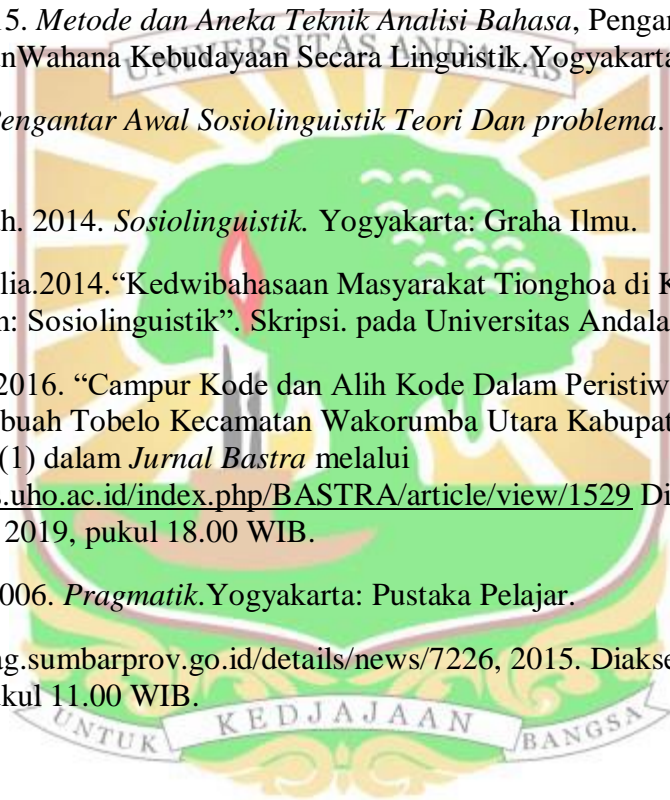 15. Metode dan Aneka Teknik Analisi Bahasa, Pengan
nWahana Kebudayaan Secara Linguistik.Yogyakarta
UNIVERSITAS ANDALAS
Pengantar Awal Sosiolinguistik Teori Dan problema.
h. 2014. Sosiolinguistik. Yogyakarta: Graha Ilmu.
lia.2014.“Kedwibahasaan Masyarakat Tionghoa di K
n: Sosiolinguistik”. Skripsi. pada Universitas Andala
2016. “Campur Kode dan Alih Kode Dalam Peristiw
buah Tobelo Kecamatan Wakorumba Utara Kabupat
(1) dalam Jurnal Bastra melalui
s.uho.ac.id/index.php/BASTRA/article/view/1529 Di
2019, pukul 18.00 WIB.
006. Pragmatik.Yogyakarta: Pustaka Pelajar.
ag.sumbarprov.go.id/details/news/7226, 2015. Diakse
kul 11.00 WIB.
UNTUK KEDJAJAAN BANGSA